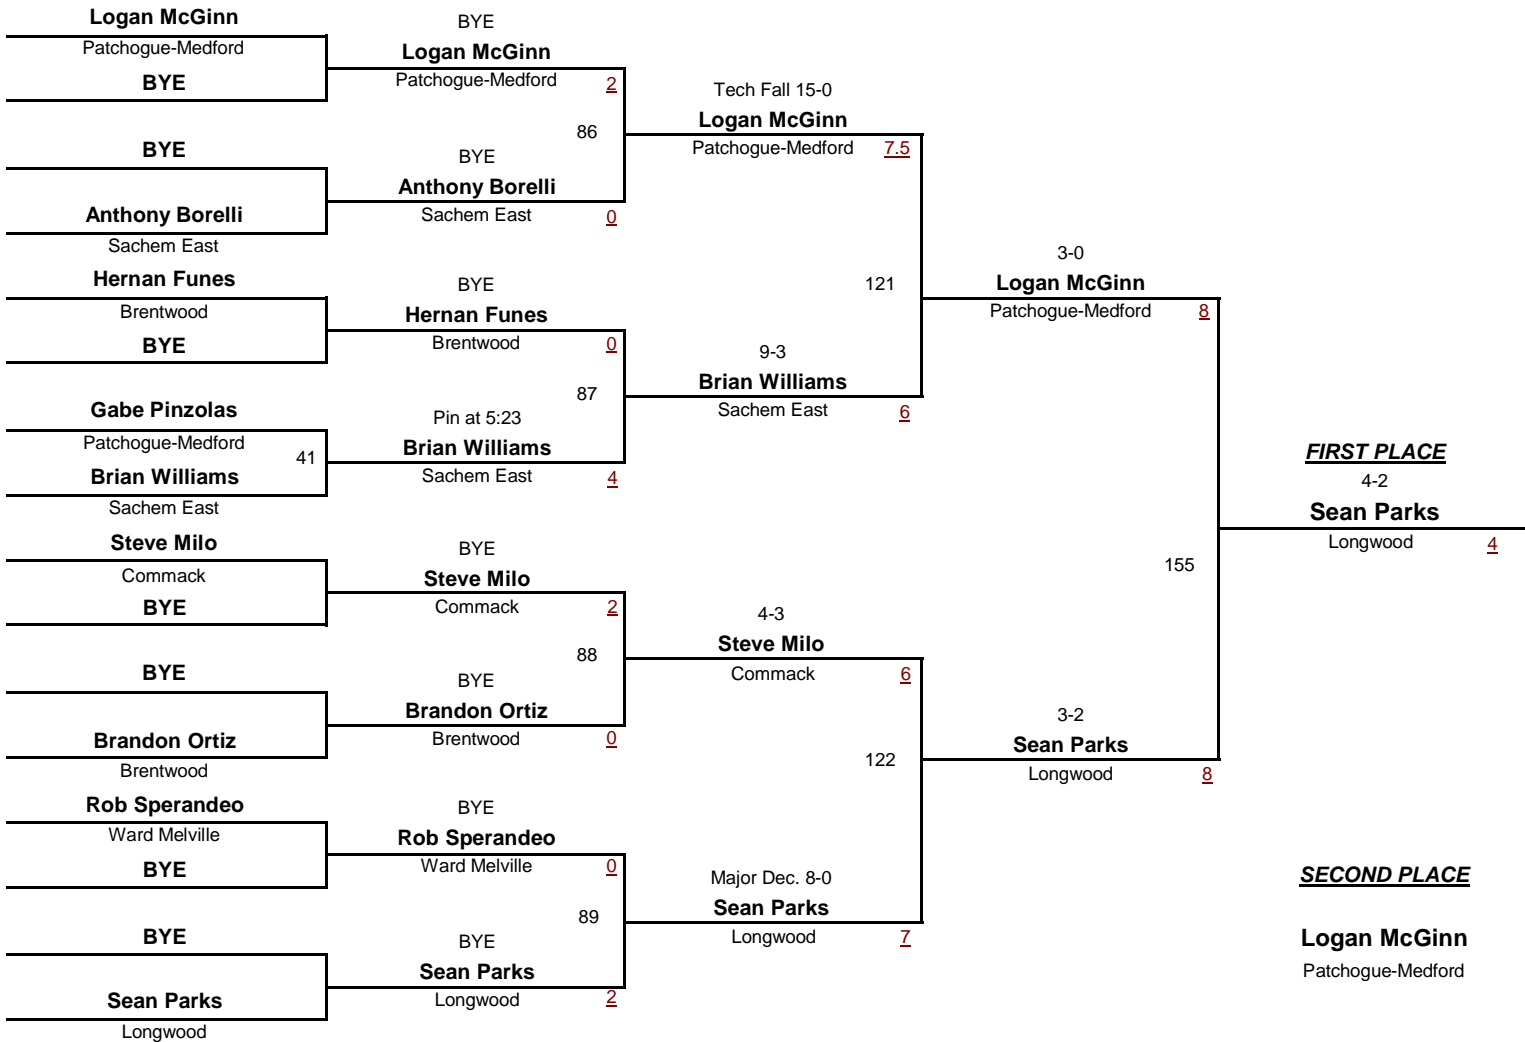 Logan McGinn
Patchogue-Medford
BYE
BYE
Anthony Borelli
Sachem East
Hernan Funes
Brentwood
BYE
Gabe Pinzolas
Patchogue-Medford
41
Brian Williams
Sachem East
Steve Milo
Commack
BYE
BYE
Brandon Ortiz
Brentwood
Rob Sperandeo
Ward Melville
BYE
BYE
Sean Parks
Longwood
BYE
Logan McGinn
Patchogue-Medford
2
86
BYE
Anthony Borelli
Sachem East
0
BYE
Hernan Funes
Brentwood
0
87
Pin at 5:23
Brian Williams
Sachem East
4
BYE
Steve Milo
Commack
2
88
BYE
Brandon Ortiz
Brentwood
0
BYE
Rob Sperandeo
Ward Melville
0
89
BYE
Sean Parks
Longwood
2
Tech Fall 15-0
Logan McGinn
Patchogue-Medford
7.5
121
9-3
Brian Williams
Sachem East
6
4-3
Steve Milo
Commack
6
122
Major Dec. 8-0
Sean Parks
Longwood
7
3-0
Logan McGinn
Patchogue-Medford
8
155
3-2
Sean Parks
Longwood
8
FIRST PLACE
4-2
Sean Parks
Longwood
4
SECOND PLACE
Logan McGinn
Patchogue-Medford